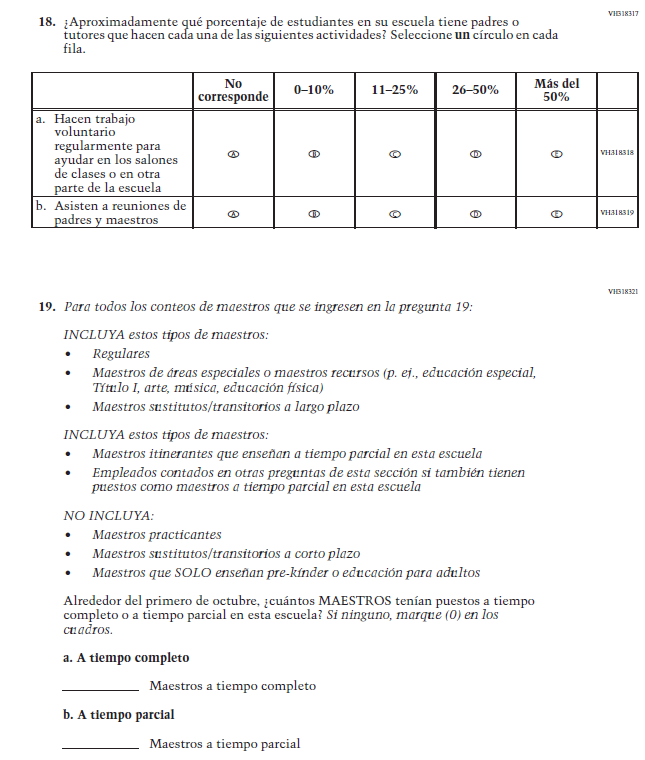 VH318317
18. ¿Aproximadamente qué porcentaje de estudiantes en su escuela tiene padres o
tutores que hacen cada una de las siguientes actividades? Seleccione un círculo en cada
fila.
No corresponde 0–10% 11–25% 26–50% Más del 50%
a. Hacen trabajo
voluntario
regularmente para
ayudar en los salones
de clases o en otra
parte de la escuela
A B C D E VH318318
b. Asisten a reuniones de
padres y maestros
A B C D E VH318319
VH318321
19. Para todos los conteos de maestros que se ingresen en la pregunta 19:
INCLUYA estos tipos de maestros:
• Regulares
• Maestros de áreas especiales o maestros recursos (p. ej., educación especial,
Título I, arte, música, educación física)
• Maestros sustitutos/transitorios a largo plazo
INCLUYA estos tipos de maestros:
• Maestros itinerantes que enseñan a tiempo parcial en esta escuela
• Empleados contados en otras preguntas de esta sección si también tienen
puestos como maestros a tiempo parcial en esta escuela
NO INCLUYA:
• Maestros practicantes
• Maestros sustitutos/transitorios a corto plazo
• Maestros que SOLO enseñan pre-kínder o educación para adultos
Alrededor del primero de octubre, ¿cuántos MAESTROS tenían puestos a tiempo
completo o a tiempo parcial en esta escuela? Si ninguno, marque (0) en los
cuadros.
a. A tiempo completo
Maestros a tiempo completo
b. A tiempo parcial
Maestros a tiempo parcial